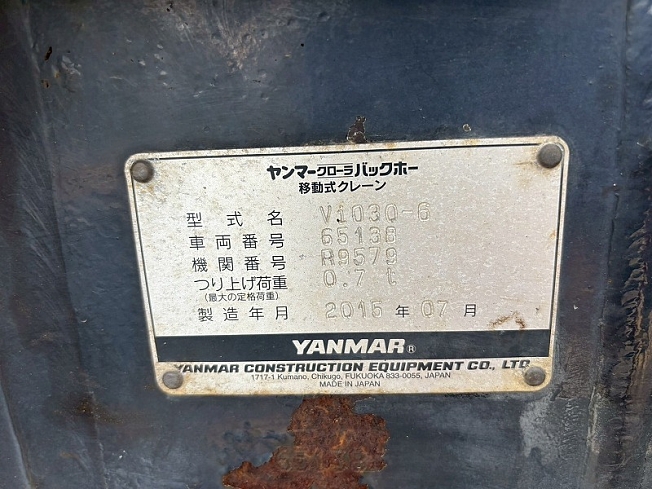 ヤンマークローラバックホー
移動式クレーン
型式名 ViO30-6
車両番号 65138
機関番号 R9579
つり上げ荷重 0.7 t
(最大の定格荷重)
製造年月 2015 年 07 月
YANMAR®
YANMAR CONSTRUCTION EQUIPMENT CO., LTD
1717-1 Kumano, Chikugo, FUKUOKA 833-0055, JAPAN
MADE IN JAPAN